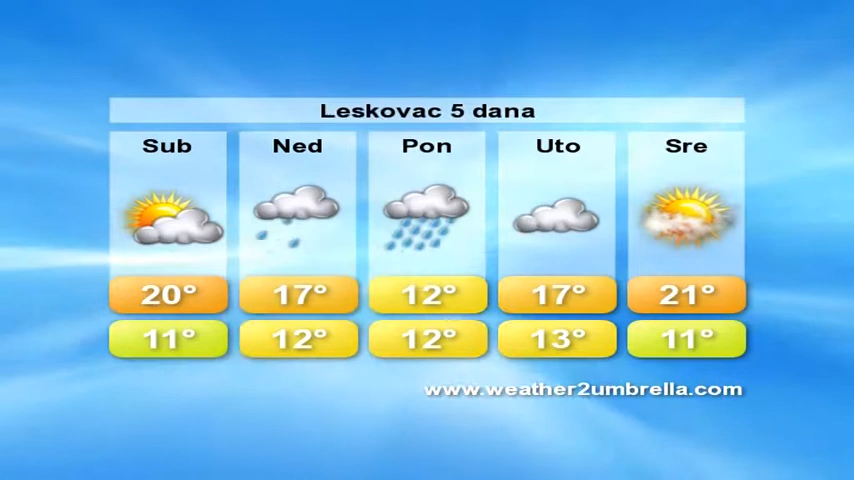 Leskovac 5 dana
Sub Ned Pon Uto Sre
20° 17° 12° 17° 21°
11° 12° 12° 13° 11°
www.weather2umbrella.com